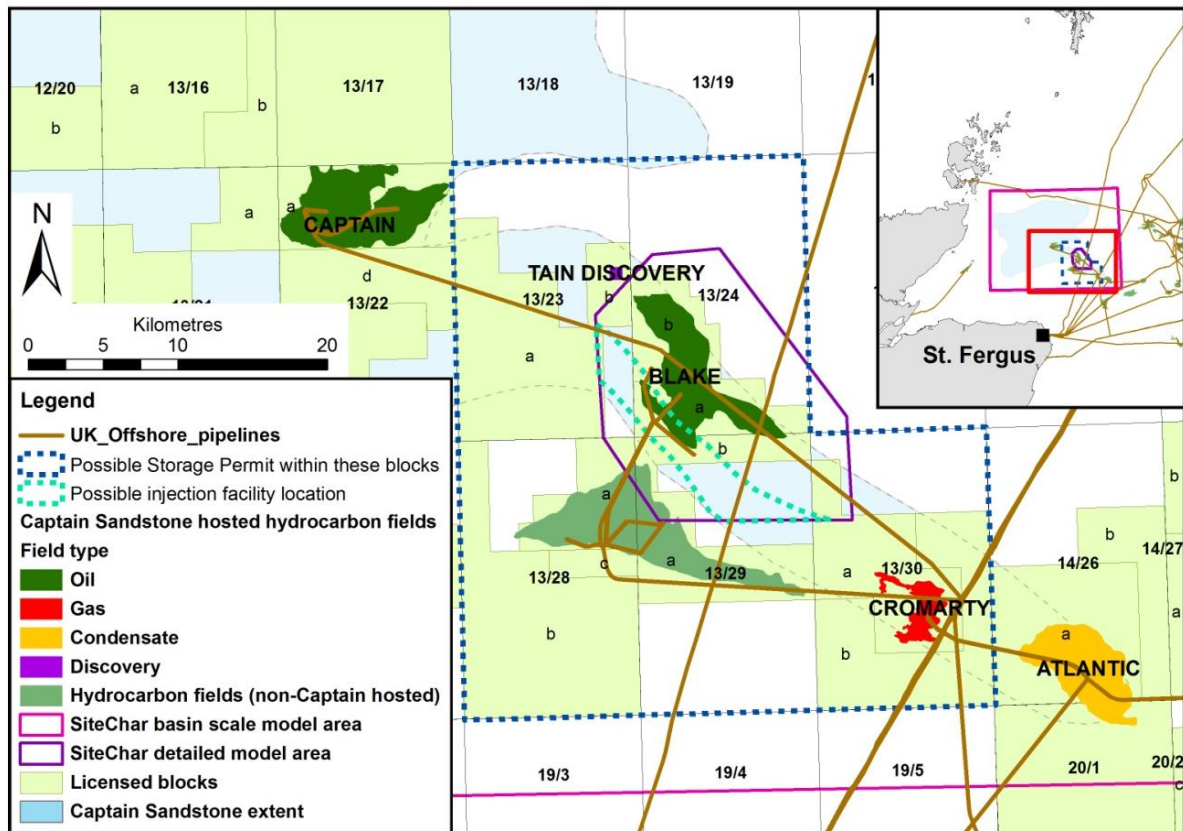 12/20
a
13/16
13/17
13/18
13/19
b
b
a
a
CAPTAIN
N
TAIN DISCOVERY
d
13/22
13/23
b
13/24
Kilometres
0 5 10 20
b
a
BLAKE
a
b
St. Fergus
Legend
UK_Offshore_pipelines
Possible Storage Permit within these blocks
Possible injection facility location
Captain Sandstone hosted hydrocarbon fields
Field type
Oil
Gas
Condensate
Discovery
Hydrocarbon fields (non-Captain hosted)
SiteChar basin scale model area
SiteChar detailed model area
Licensed blocks
Captain Sandstone extent
a
b
b
14/27
14/26
13/28
c
a
13/29
a
13/30
CROMARTY
a
b
b
a
ATLANTIC
19/3
19/4
19/5
20/1
c